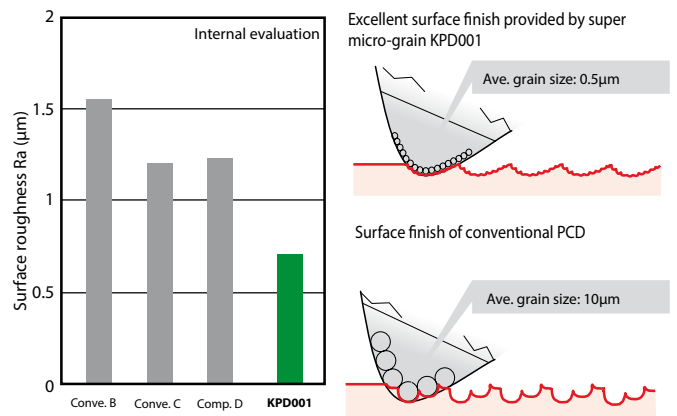 Surface roughness Ra (μm)
2
1.5
1
0.5
0
Internal evaluation
Conve. B
Conve. C
Comp. D
KPD001
Excellent surface finish provided by super
micro-grain KPD001
Ave. grain size: 0.5μm
Surface finish of conventional PCD
Ave. grain size: 10μm